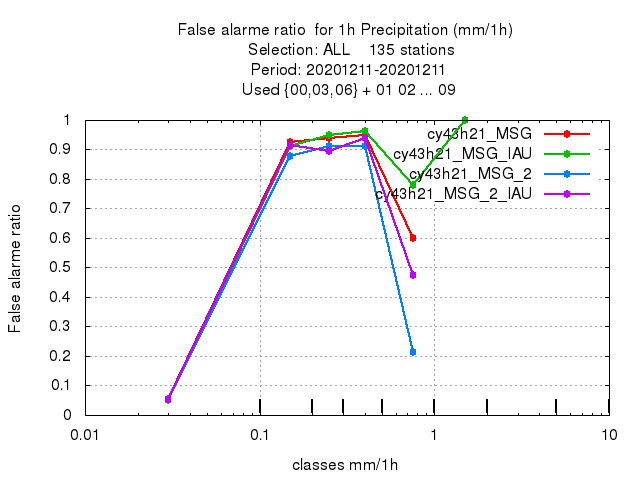 False alarme ratio  for 1h Precipitation (mm/1h)
Selection: ALL    135 stations
Period: 20201211-20201211
Used {00,03,06} + 01 02 ... 09
1
0.9
0.8
0.7
0.6
0.5
0.4
0.3
0.2
0.1
0
False alarme ratio
cy43h21_MSG
cy43h21_MSG_IAU
cy43h21_MSG_2
cy43h21_MSG_2_IAU
0.01 0.1 1 10
classes mm/1h